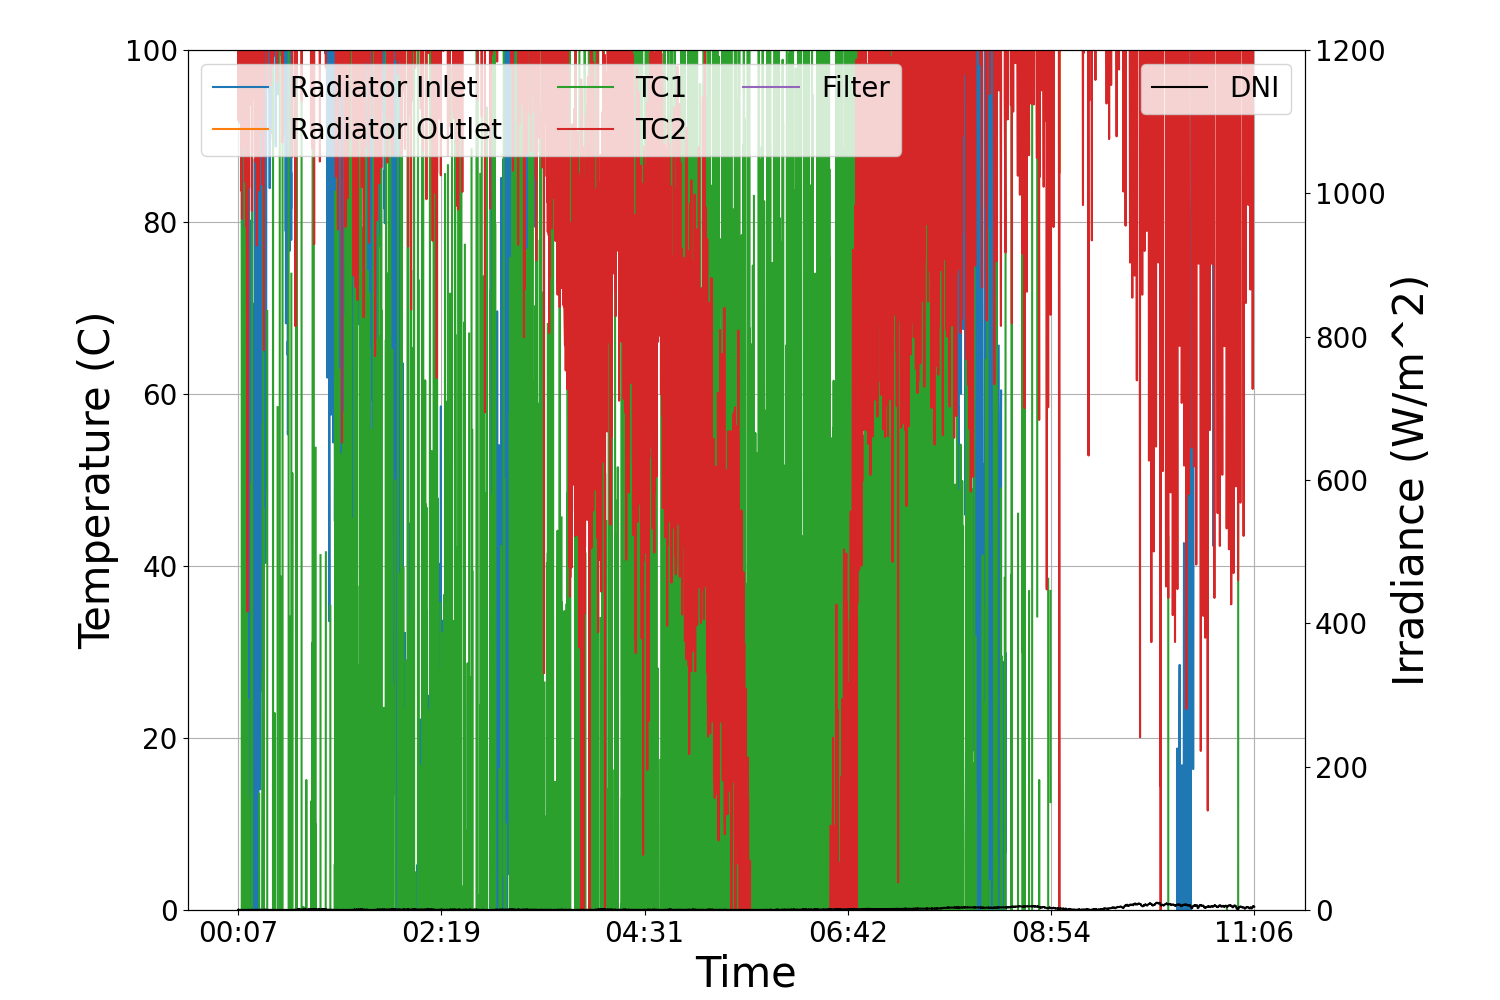 100
80
60
40
20
0
Temperature (C)
Radiator Inlet
Radiator Outlet
TC1
TC2
Filter
DNI
1200
1000
800
600
400
200
0
Irradiance (W/m^2)
00:07 02:19 04:31 06:42 08:54 11:06
Time